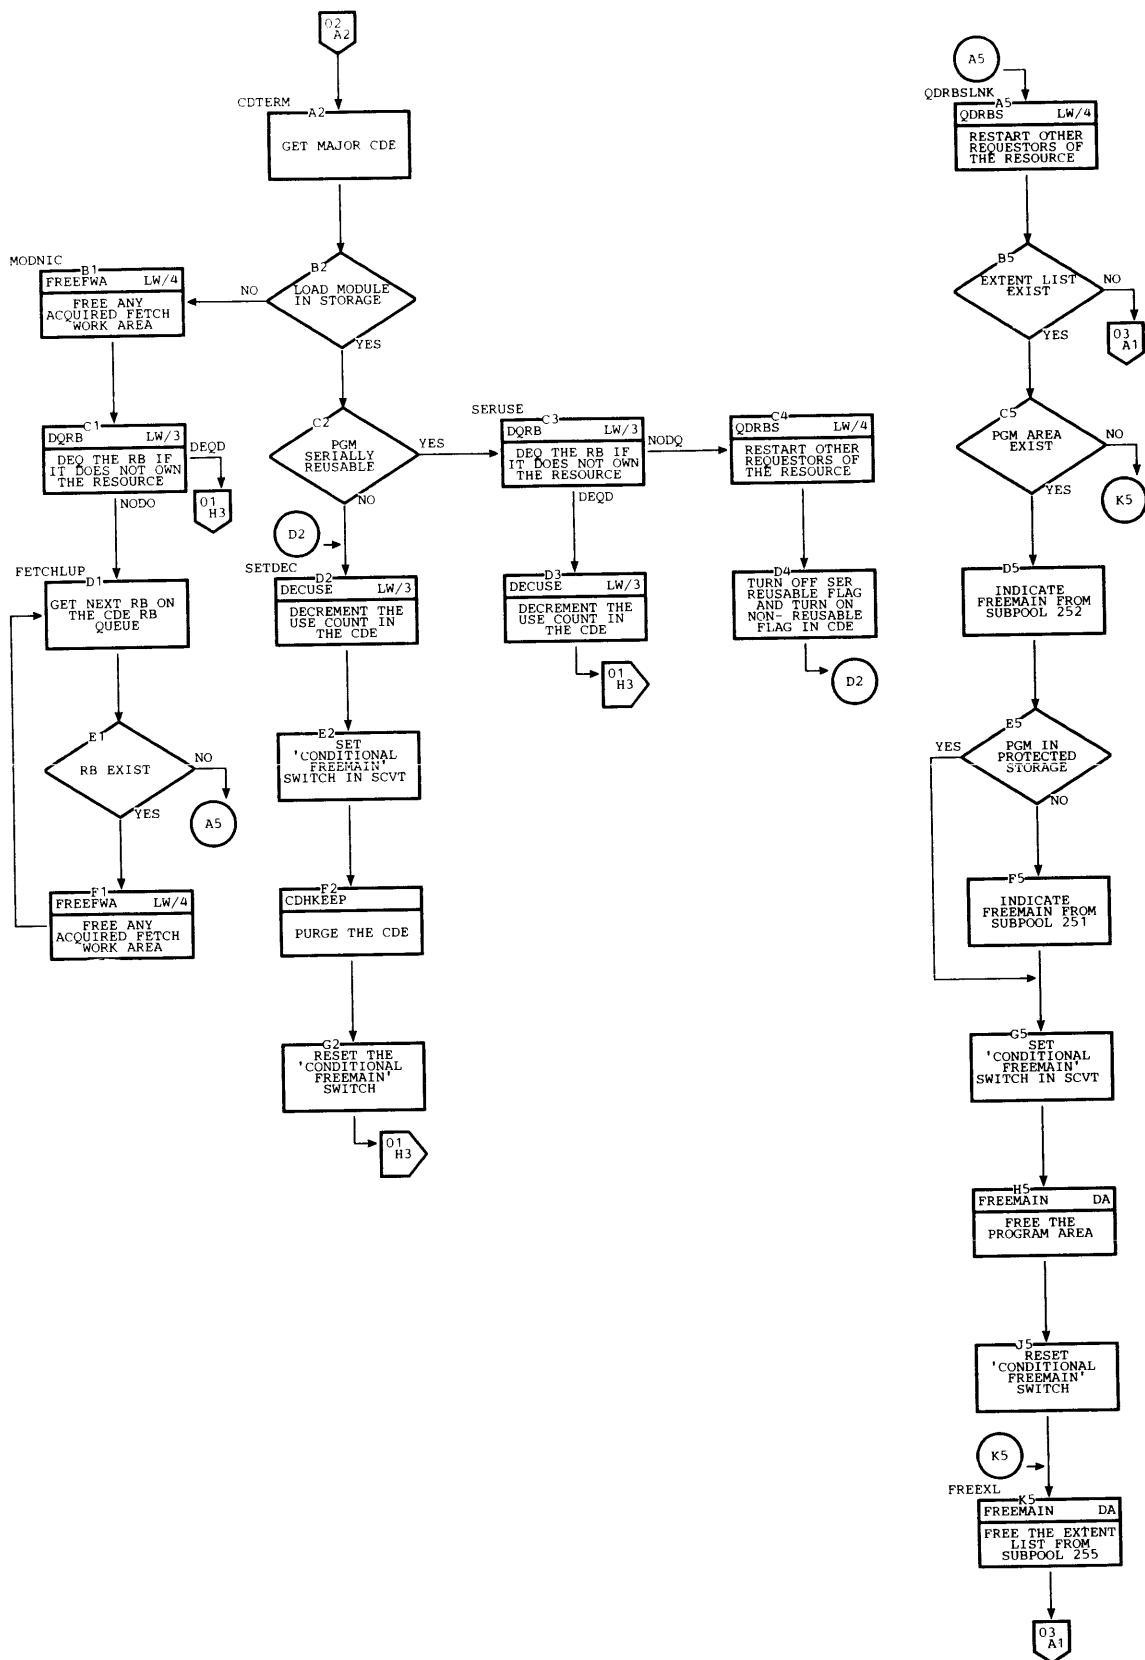 02
A2
CDTERM
A2
GET MAJOR CDE
B2
LOAD MODULE
IN STORAGE
NO
YES
MODNIC
B1
FREEFWA LW/4
FREE ANY
ACQUIRED FETCH
WORK AREA
C1
DQRB LW/3
DEQ THE RB IF
IT DOES NOT OWN
THE RESOURCE
DEQD
01
H3
NODO
FETCHLUP
D1
GET NEXT RB ON
THE CDE RB
QUEUE
E1
RB EXIST
NO
A5
YES
F1
FREEFWA LW/4
FREE ANY
ACQUIRED FETCH
WORK AREA
C2
PGM
SERIALLY
REUSABLE
YES
NO
D2
SETDEC
D2
DECUSE LW/3
DECREMENT THE
USE COUNT IN
THE CDE
E2
SET
'CONDITIONAL
FREEMAIN'
SWITCH IN SCVT
F2
CDHKEEP
PURGE THE CDE
G2
RESET THE
'CONDITIONAL
FREEMAIN'
SWITCH
01
H3
SERUSE
C3
DQRB LW/3
DEQ THE RB IF
IT DOES NOT OWN
THE RESOURCE
NODQ
DEQD
D3
DECUSE LW/3
DECREMENT THE
USE COUNT IN
THE CDE
01
H3
C4
QDRBS LW/4
RESTART OTHER
REQUESTORS OF
THE RESOURCE
D4
TURN OFF SER
REUSABLE FLAG
AND TURN ON
NON- REUSABLE
FLAG IN CDE
D2
A5
QDRBSLNK
A5
QDRBS LW/4
RESTART OTHER
REQUESTORS OF
THE RESOURCE
B5
EXTENT LIST
EXIST
NO
03
A1
YES
C5
PGM AREA
EXIST
NO
K5
YES
D5
INDICATE
FREEMAIN FROM
SUBPOOL 252
E5
PGM IN
PROTECTED
STORAGE
YES
NO
F5
INDICATE
FREEMAIN FROM
SUBPOOL 251
G5
SET
'CONDITIONAL
FREEMAIN'
SWITCH IN SCVT
H5
FREEMAIN DA
FREE THE
PROGRAM AREA
J5
RESET
'CONDITIONAL
FREEMAIN'
SWITCH
K5
FREEXL
K5
FREEMAIN DA
FREE THE EXTENT
LIST FROM
SUBPOOL 255
03
A1